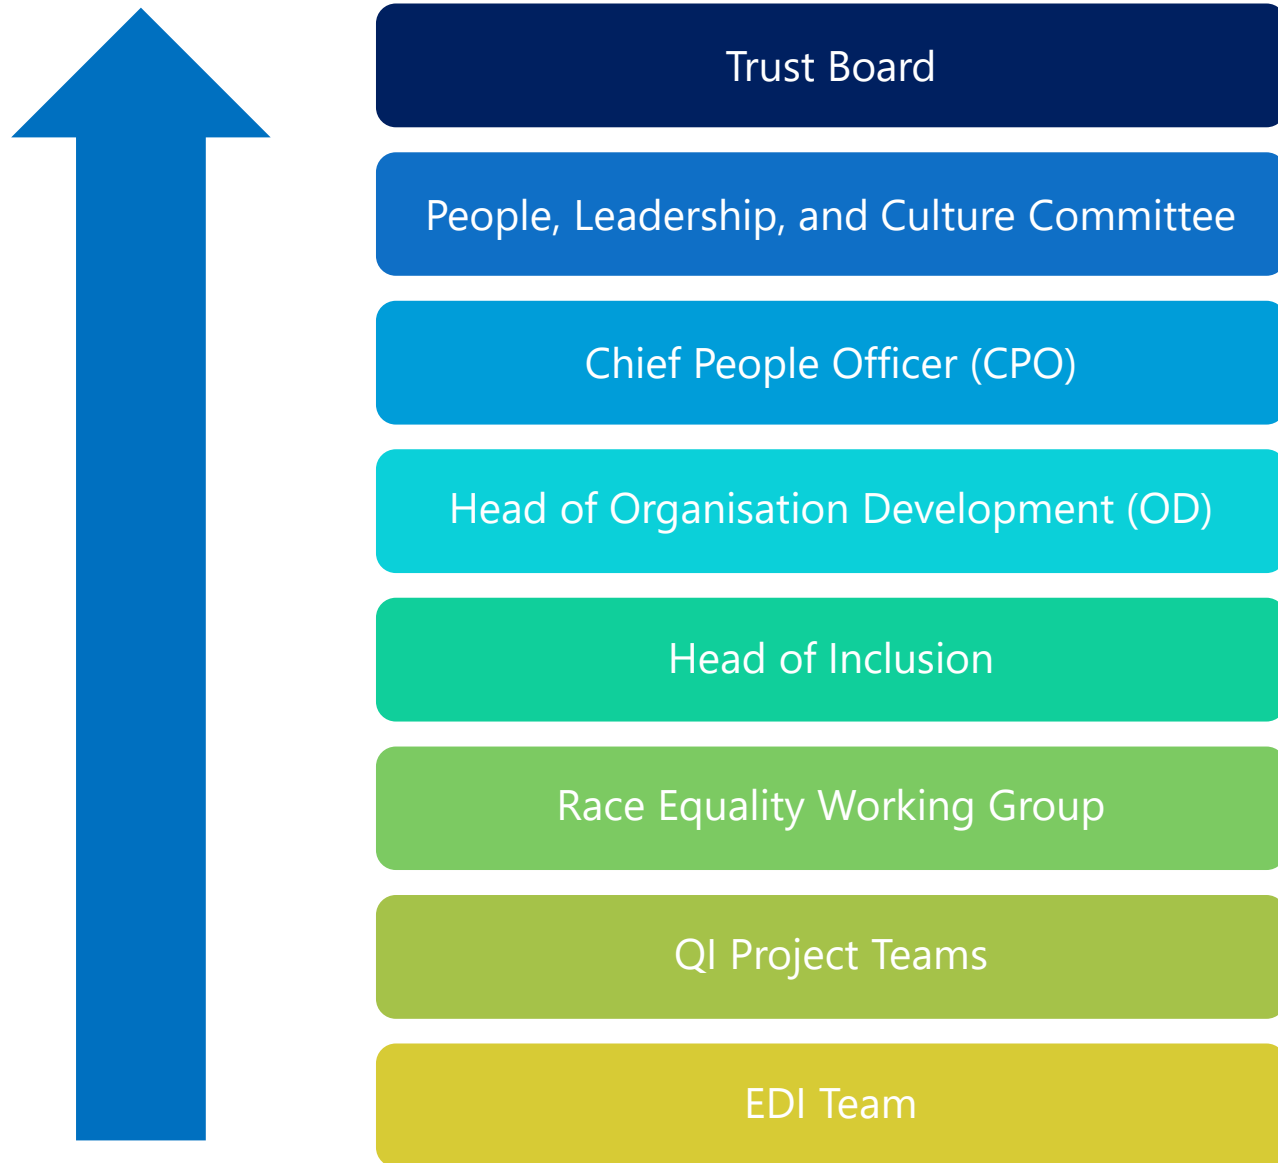 Trust Board
People, Leadership, and Culture Committee
Chief People Officer (CPO)
Head of Organisation Development (OD)
Head of Inclusion
Race Equality Working Group
QI Project Teams
EDI Team